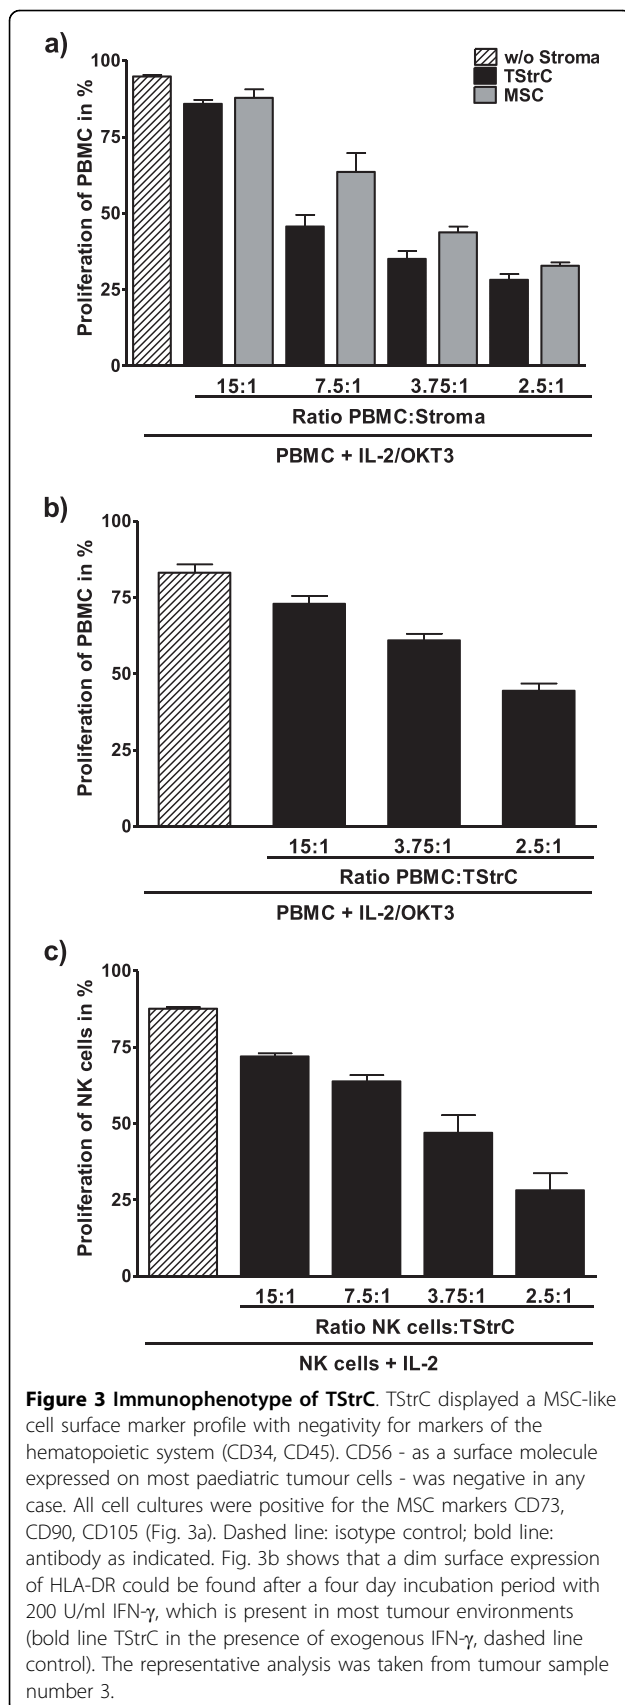 a)
w/o Stroma
TStrC
MSC
Proliferation of PBMC in %
100
75
50
25
0
15:1 7.5:1 3.75:1 2.5:1
Ratio PBMC:Stroma
PBMC + IL-2/OKT3
b)
Proliferation of PBMC in %
100
75
50
25
0
15:1 3.75:1 2.5:1
Ratio PBMC:TStrC
PBMC + IL-2/OKT3
c)
Proliferation of NK cells in %
100
75
50
25
0
15:1 7.5:1 3.75:1 2.5:1
Ratio NK cells:TStrC
NK cells + IL-2
Figure 3 Immunophenotype of TStrC. TStrC displayed a MSC-like
cell surface marker profile with negativity for markers of the
hematopoietic system (CD34, CD45). CD56 - as a surface molecule
expressed on most paediatric tumour cells - was negative in any
case. All cell cultures were positive for the MSC markers CD73,
CD90, CD105 (Fig. 3a). Dashed line: isotype control; bold line:
antibody as indicated. Fig. 3b shows that a dim surface expression
of HLA-DR could be found after a four day incubation period with
200 U/ml IFN-γ, which is present in most tumour environments
(bold line TStrC in the presence of exogenous IFN-γ, dashed line
control). The representative analysis was taken from tumour sample
number 3.